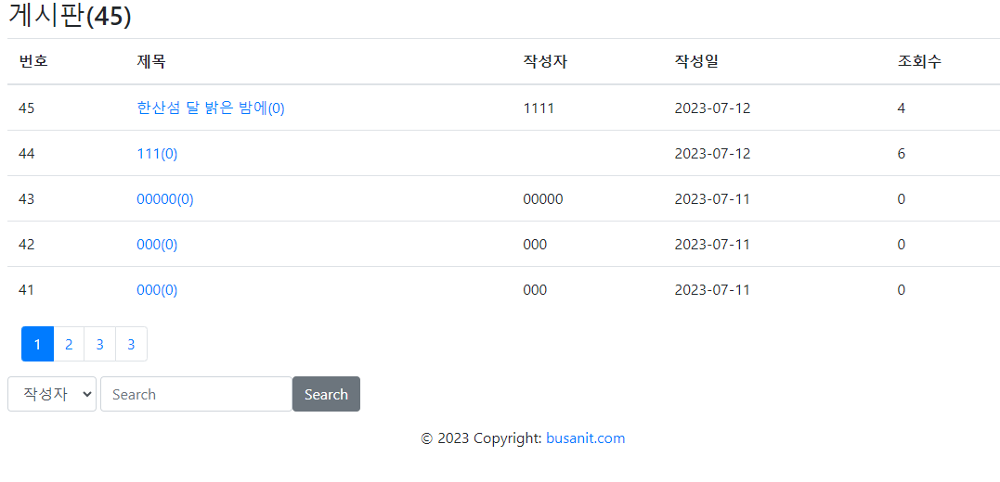 게시판(45)
번호 제목 작성자 작성일 조회수
45 한산섬 달 밝은 밤에(0) 1111 2023-07-12 4
44 111(0) 2023-07-12 6
43 00000(0) 00000 2023-07-11 0
42 000(0) 000 2023-07-11 0
41 000(0) 000 2023-07-11 0
1 2 3 3
작성자 Search Search
© 2023 Copyright: busanit.com